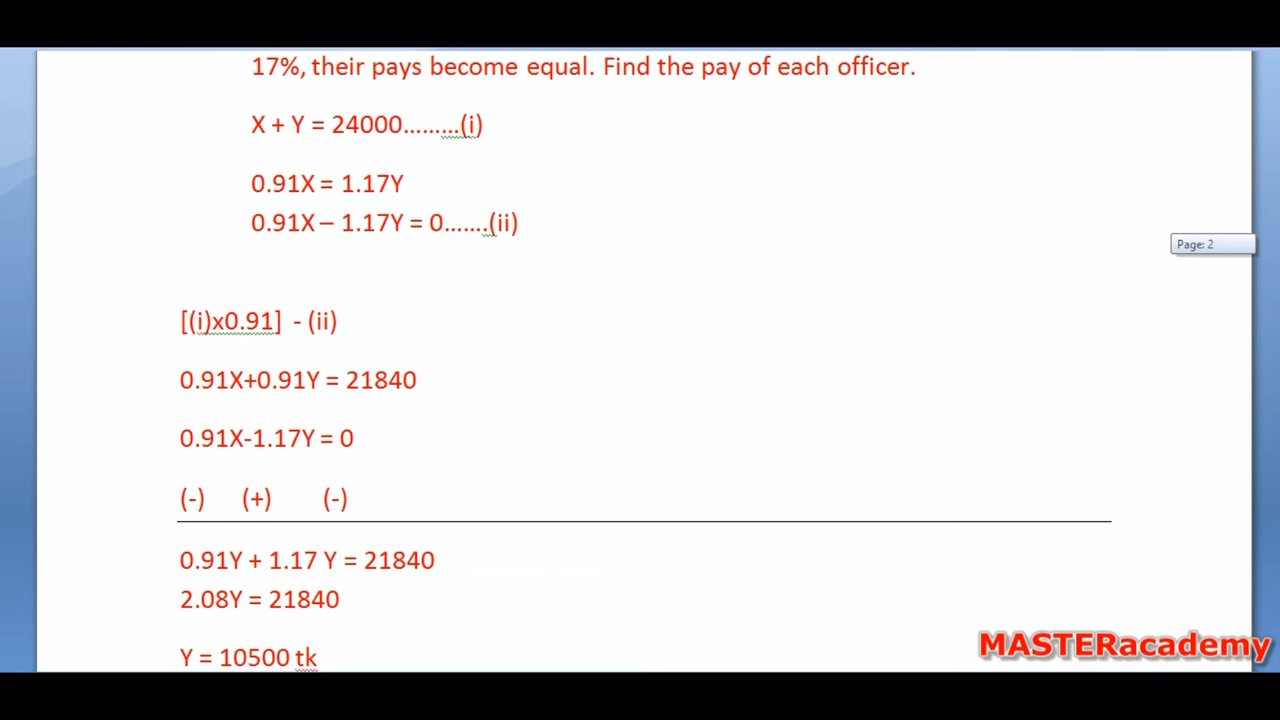 17%, their pays become equal. Find the pay of each officer.
X + Y = 24000.........(i)
0.91X = 1.17Y
0.91X – 1.17Y = 0.......(ii)
Page: 2
[(i)x0.91]  - (ii)
0.91X+0.91Y = 21840
0.91X-1.17Y = 0
(-) (+) (-)
0.91Y + 1.17 Y = 21840
2.08Y = 21840
Y = 10500 tk
MASTERacademy